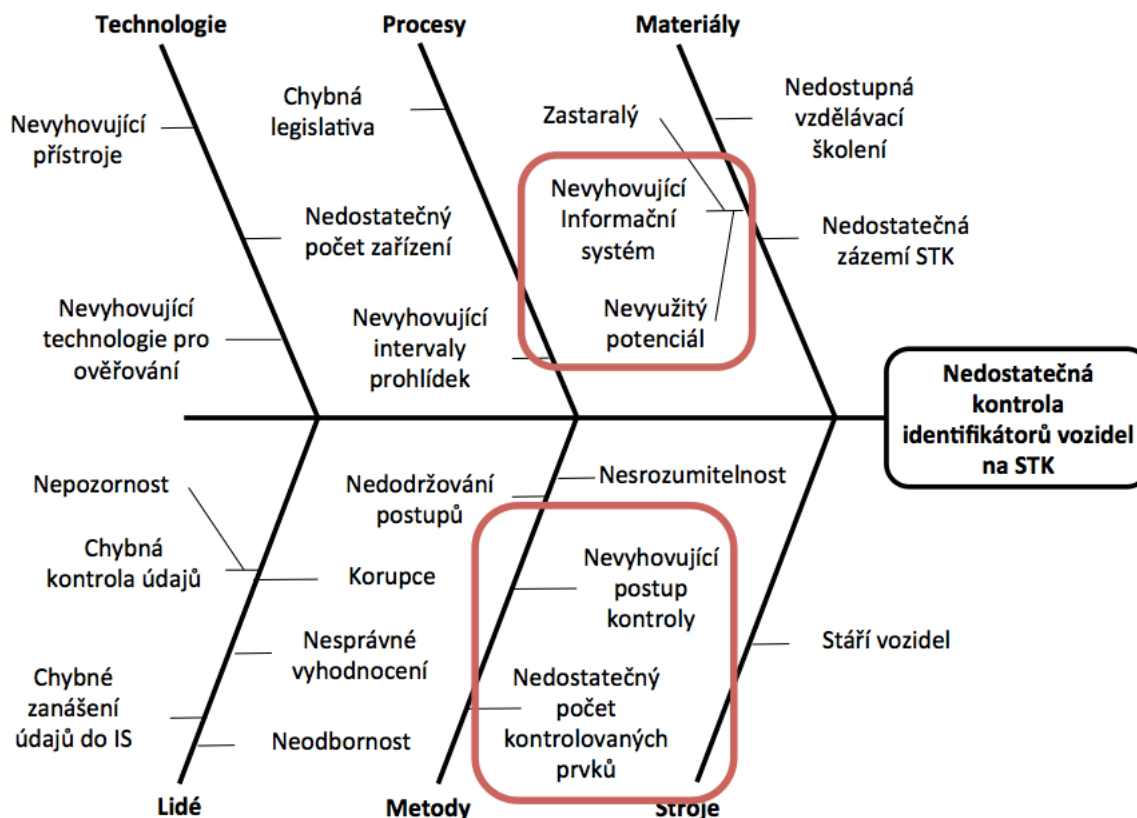 Technologie
Procesy
Materiály
Nevyhovující
přístroje
Chybná
legislativa
Zastaralý
Nedostupná
vzdělávací
školení
Nedostatečný
počet zařízení
Nevyhovující
Informační
systém
Nedostatečná
zázemí STK
Nevyhovující
technologie pro
ověřování
Nevyhovující
intervaly
prohlídek
Nevyužitý
potenciál
Nedostatečná
kontrola
identifikátorů vozidel
na STK
Nepozornost
Nedodržování
postupů
Nesrozumitelnost
Chybná
kontrola údajů
Korupce
Nevyhovující
postup
kontroly
Nesprávné
vyhodnocení
Stáří vozidel
Chybné
zanášení
údajů do IS
Neodbornost
Nedostatečný
počet
kontrolovaných
prvků
Lidé
Metody
Stroje